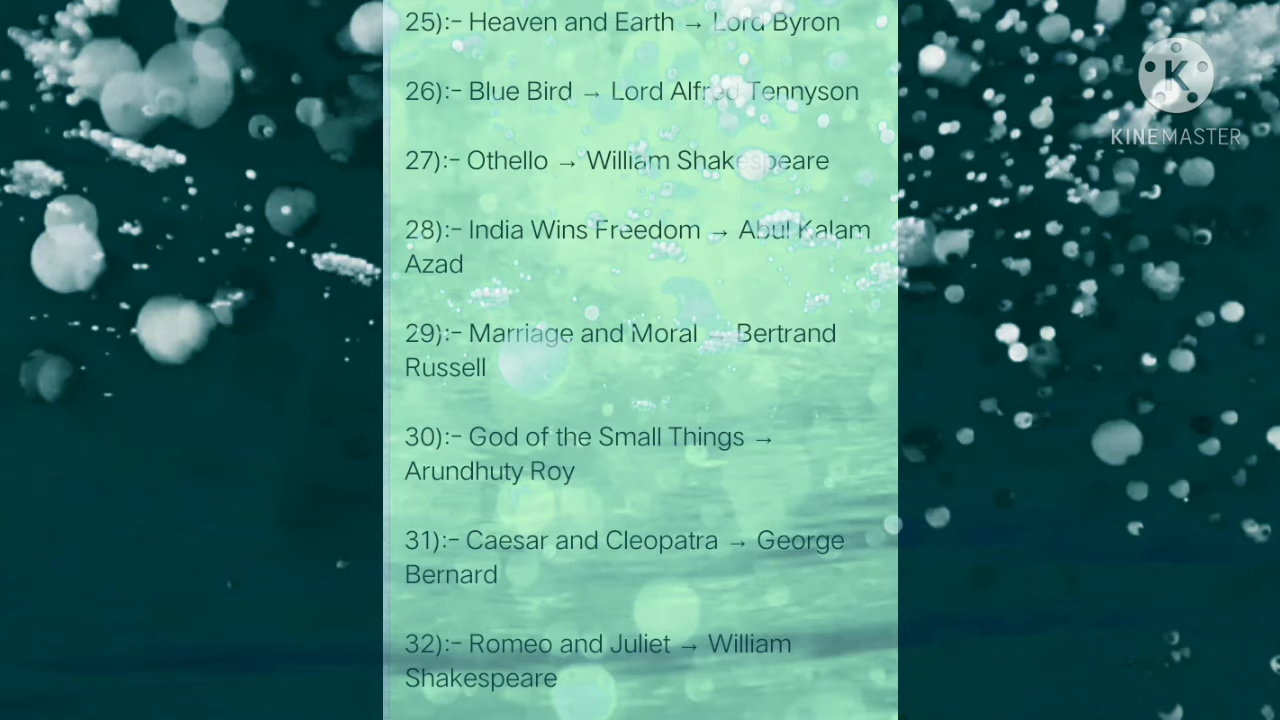 25):- Heaven and Earth → Lord Byron
26):- Blue Bird → Lord Alfred Tennyson
27):- Othello → William Shakespeare
28):- India Wins Freedom → Abul Kalam
Azad
29):- Marriage and Moral → Bertrand
Russell
30):- God of the Small Things →
Arundhuty Roy
31):- Caesar and Cleopatra → George
Bernard
32):- Romeo and Juliet → William
Shakespeare
K
KINEMASTER